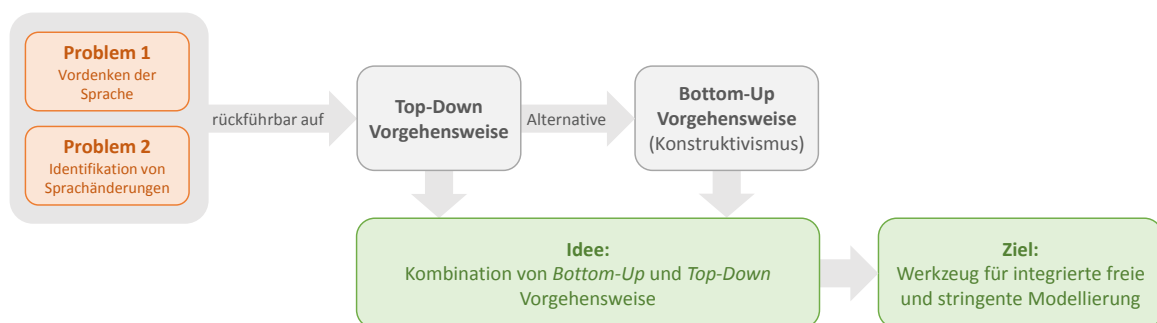 Problem 1
Vordenken der
Sprache
Problem 2
Identifikation von
Sprachänderungen
rückführbar auf
Top-Down
Vorgehensweise
Alternative
Bottom-Up
Vorgehensweise
(Konstruktivismus)
Idee:
Kombination von Bottom-Up und Top-Down
Vorgehensweise
Ziel:
Werkzeug für integrierte freie
und stringente Modellierung